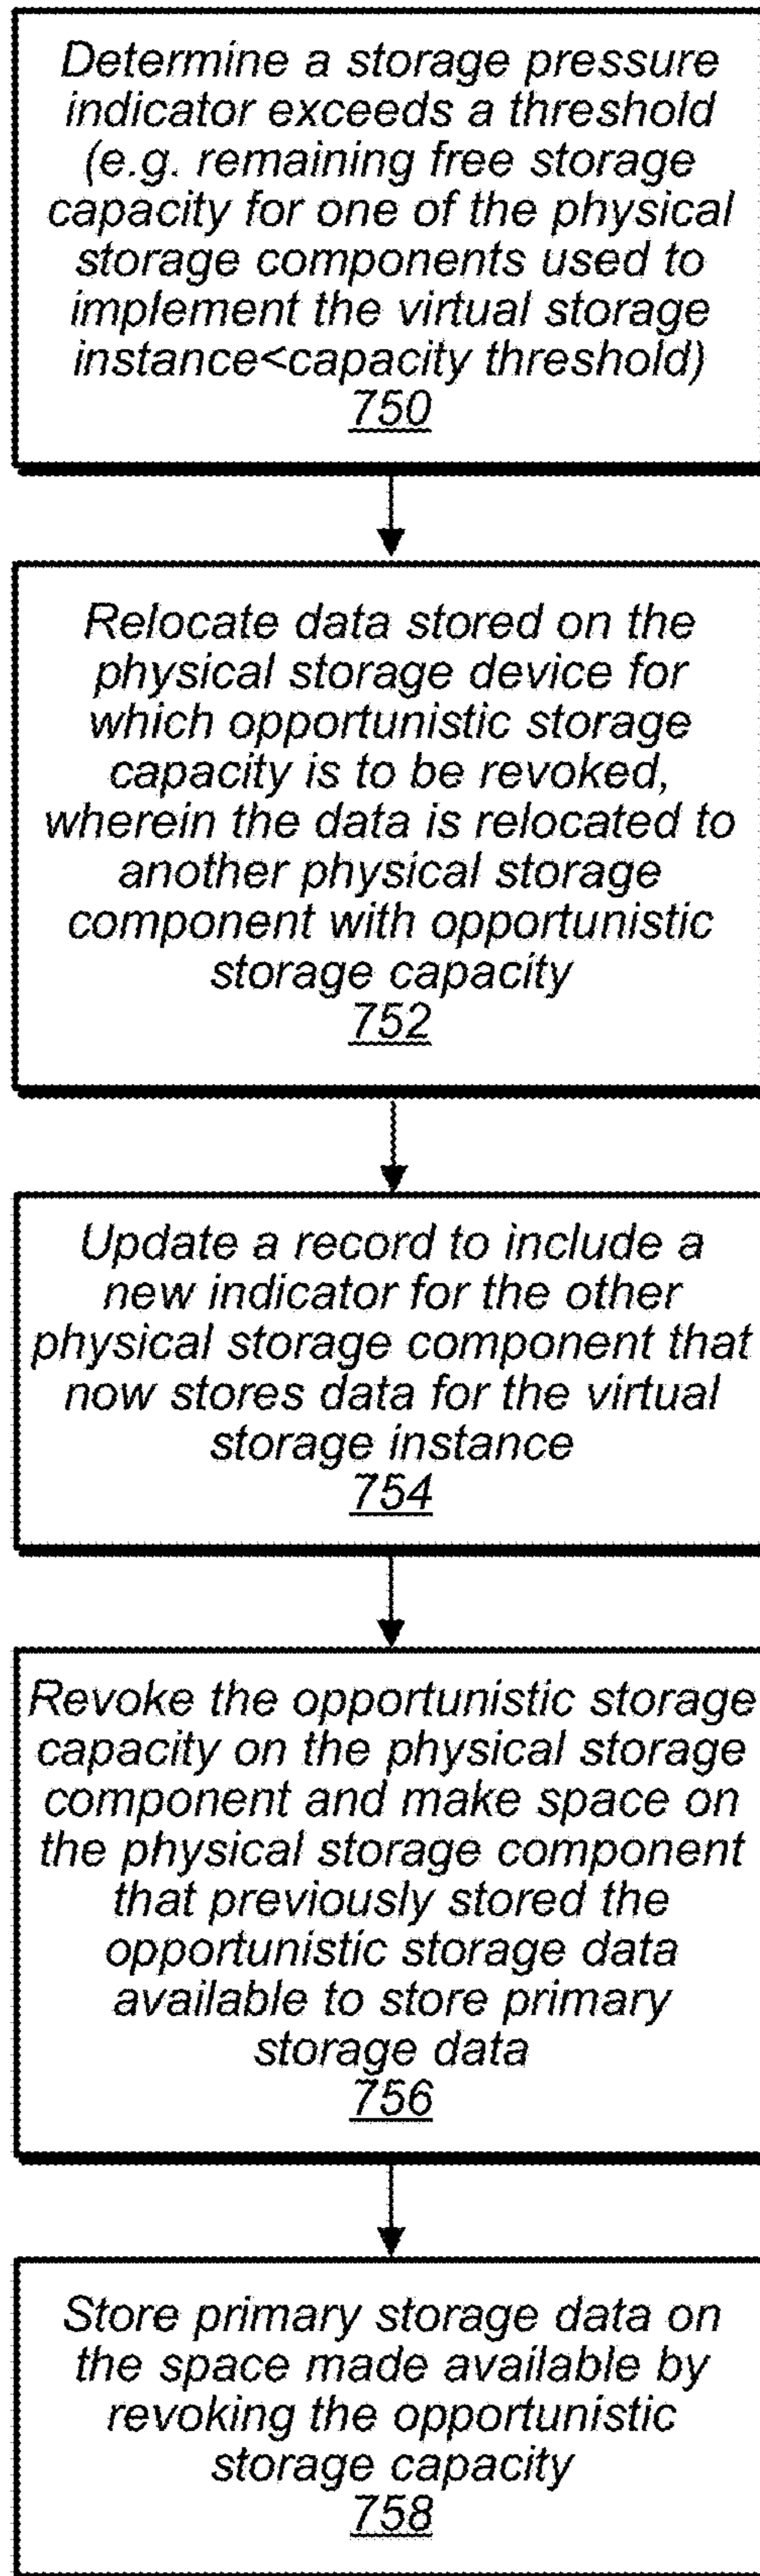 Determine a storage pressure
indicator exceeds a threshold
(e.g. remaining free storage
capacity for one of the physical
storage components used to
implement the virtual storage
instance<capacity threshold)
750
Relocate data stored on the
physical storage device for
which opportunistic storage
capacity is to be revoked,
wherein the data is relocated to
another physical storage
component with opportunistic
storage capacity
752
Update a record to include a
new indicator for the other
physical storage component that
now stores data for the virtual
storage instance
754
Revoke the opportunistic storage
capacity on the physical storage
component and make space on
the physical storage component
that previously stored the
opportunistic storage data
available to store primary
storage data
756
Store primary storage data on
the space made available by
revoking the opportunistic
storage capacity
758